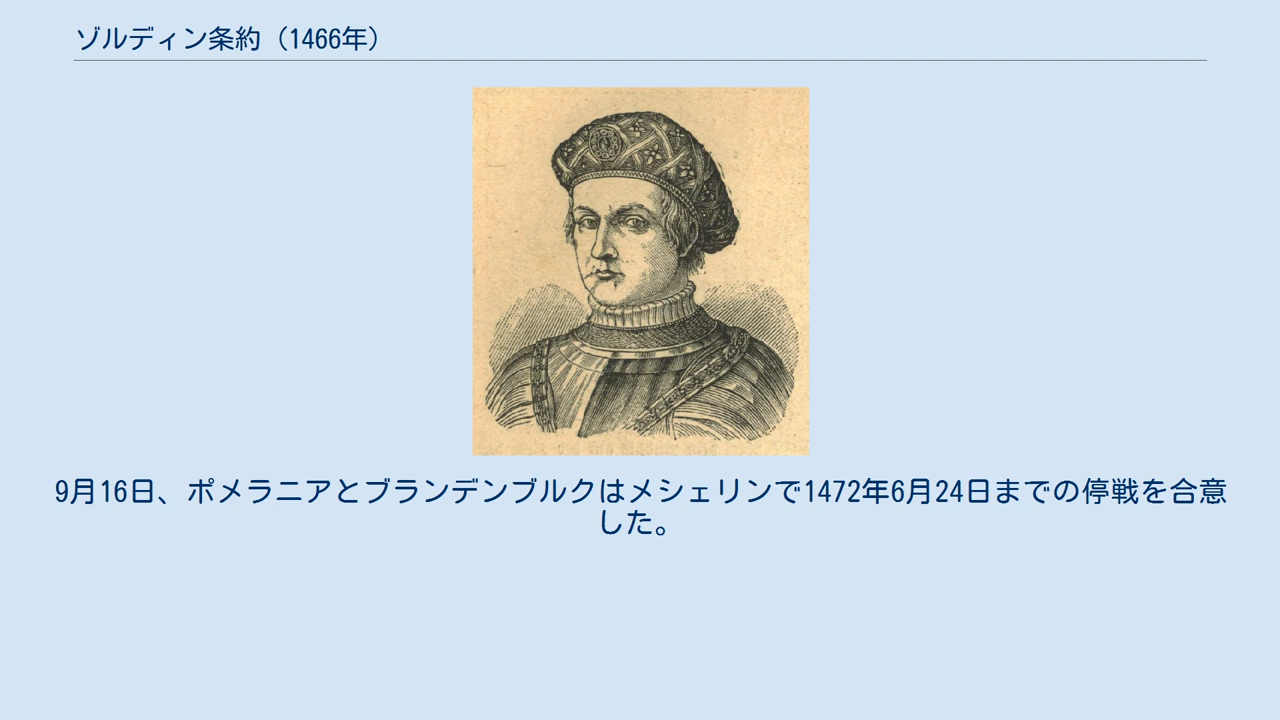 ゾルディン条約（1466年）
9月16日、ポメラニアとブランデンブルクはメシェリンで1472年6月24日までの停戦を合意
した。